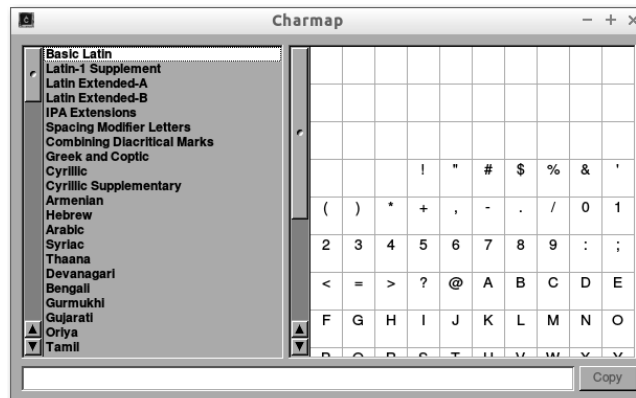 Charmap
Basic Latin
Latin-1 Supplement
Latin Extended-A
Latin Extended-B
IPA Extensions
Spacing Modifier Letters
Combining Diacritical Marks
Greek and Coptic
Cyrillic
Cyrillic Supplementary
Armenian
Hebrew
Arabic
Syriac
Thaana
Devanagari
Bengali
Gurmukhi
Gujarati
Oriya
Tamil
! " # $ % & '
( ) * + , - . / 0 1
2 3 4 5 6 7 8 9 : ;
< = > ? @ A B C D E
F G H I J K L M N O
Copy